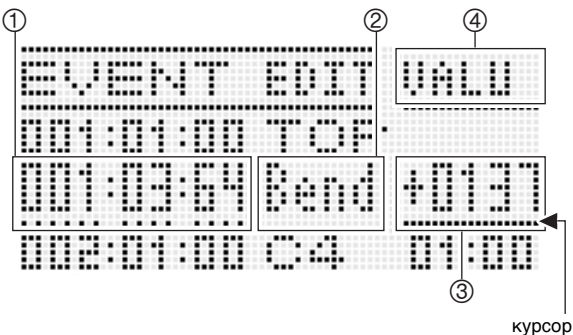 ① ② ④
EVENT EDIT VALU
001:01:00 TOP
001:03:64 Bend +0137
002:01:00 C4 01:00
③
курсор